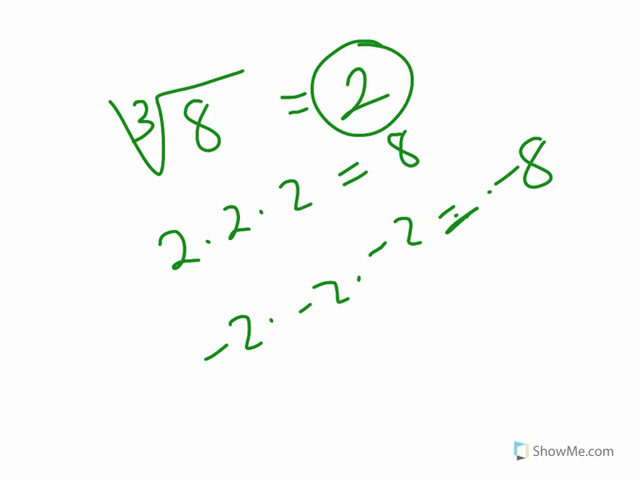 ∛8 = 2
2 · 2 · 2 = 8
-2 · -2 · -2 = -8
ShowMe.com